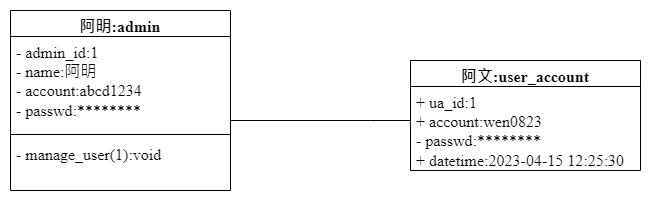 阿明:admin
- admin_id:1
- name:阿明
- account:abcd1234
- passwd:********
- manage_user(1):void
阿文:user_account
+ ua_id:1
+ account:wen0823
- passwd:********
+ datetime:2023-04-15 12:25:30